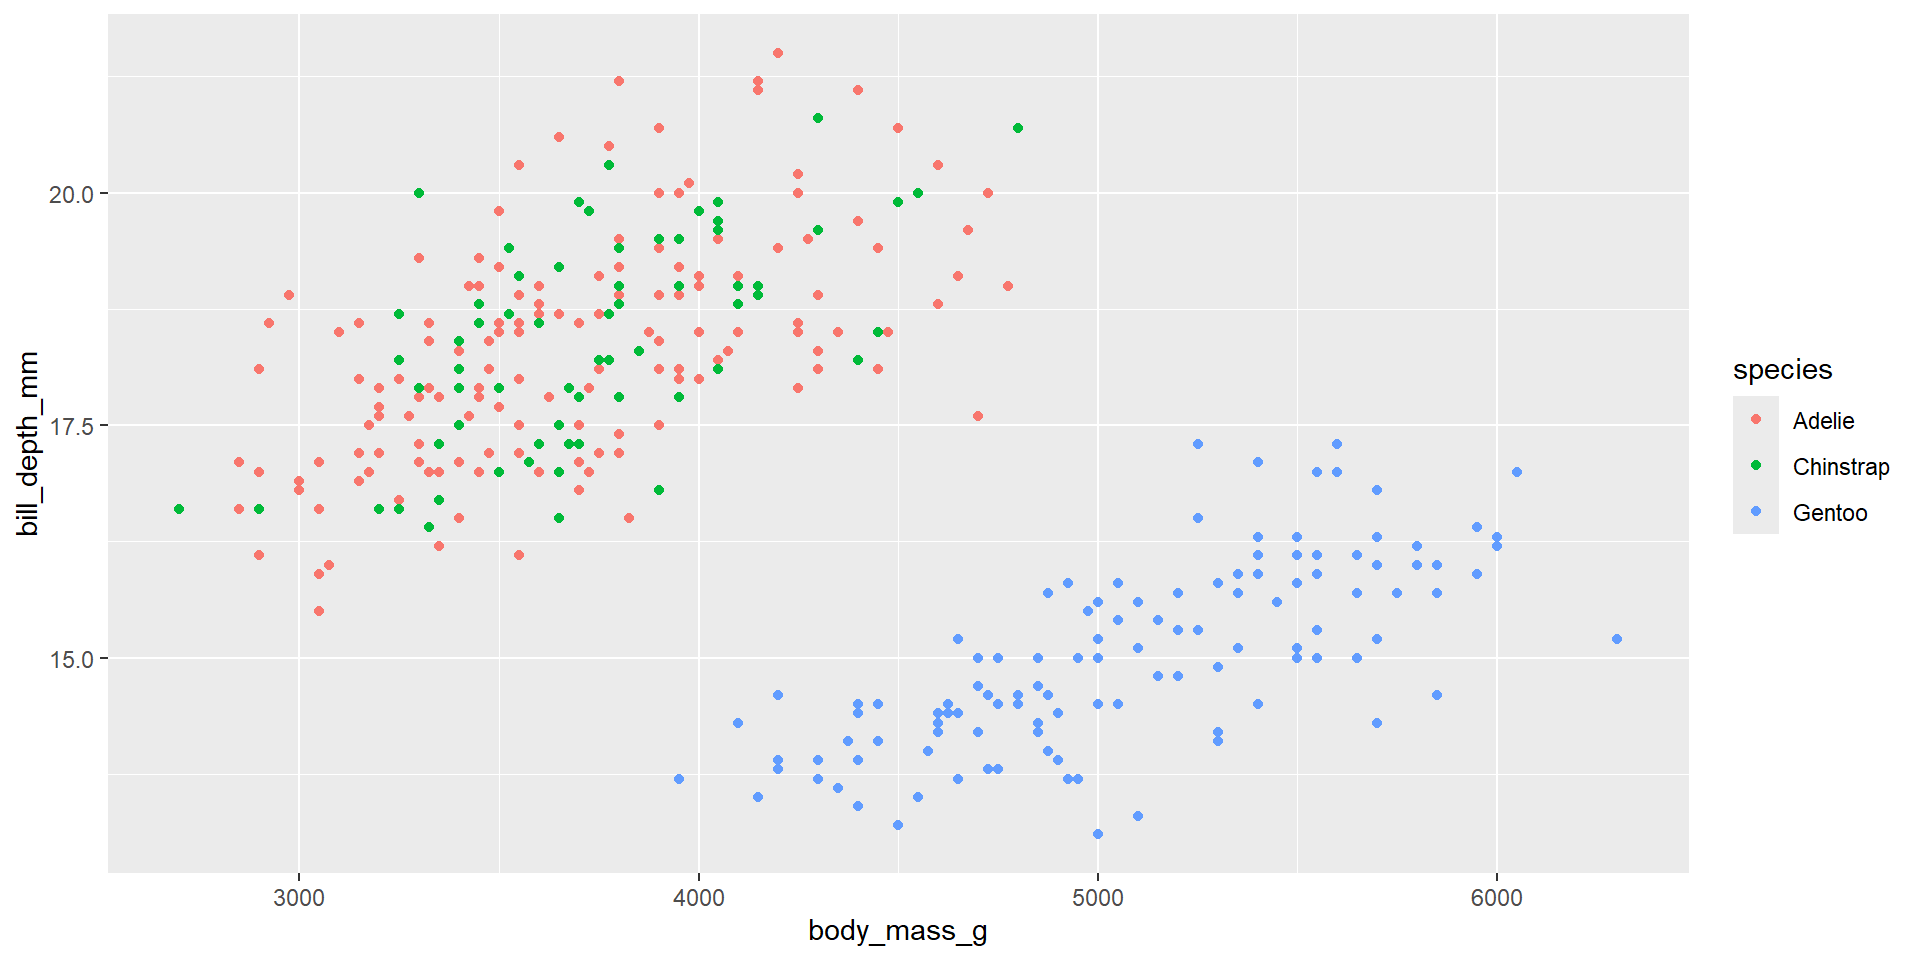 20.0
17.5
15.0
bill_depth_mm
3000 4000 5000 6000
body_mass_g
species
Adelie
Chinstrap
Gentoo